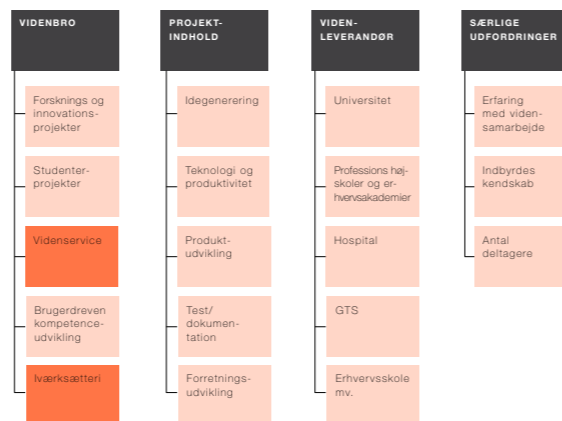 VIDENBRO
Forsknings og
innovations-
projekter
Studenter-
projekter
Videnservice
Brugerdreven
kompetence-
udvikling
Iværksætteri
PROJEKT-
INDHOLD
Idegenerering
Teknologi og
produktivitet
Produkt-
udvikling
Test/
dokumen-
tation
Forretnings-
udvikling
VIDEN-
LEVERANDØR
Universitet
Professions høj-
skoler og er-
hvervsakademier
Hospital
GTS
Erhvervsskole
mv.
SÆRLIGE
UDFORDRINGER
Erfaring
med viden-
samarbejde
Indbyrdes
kendskab
Antal
deltagere